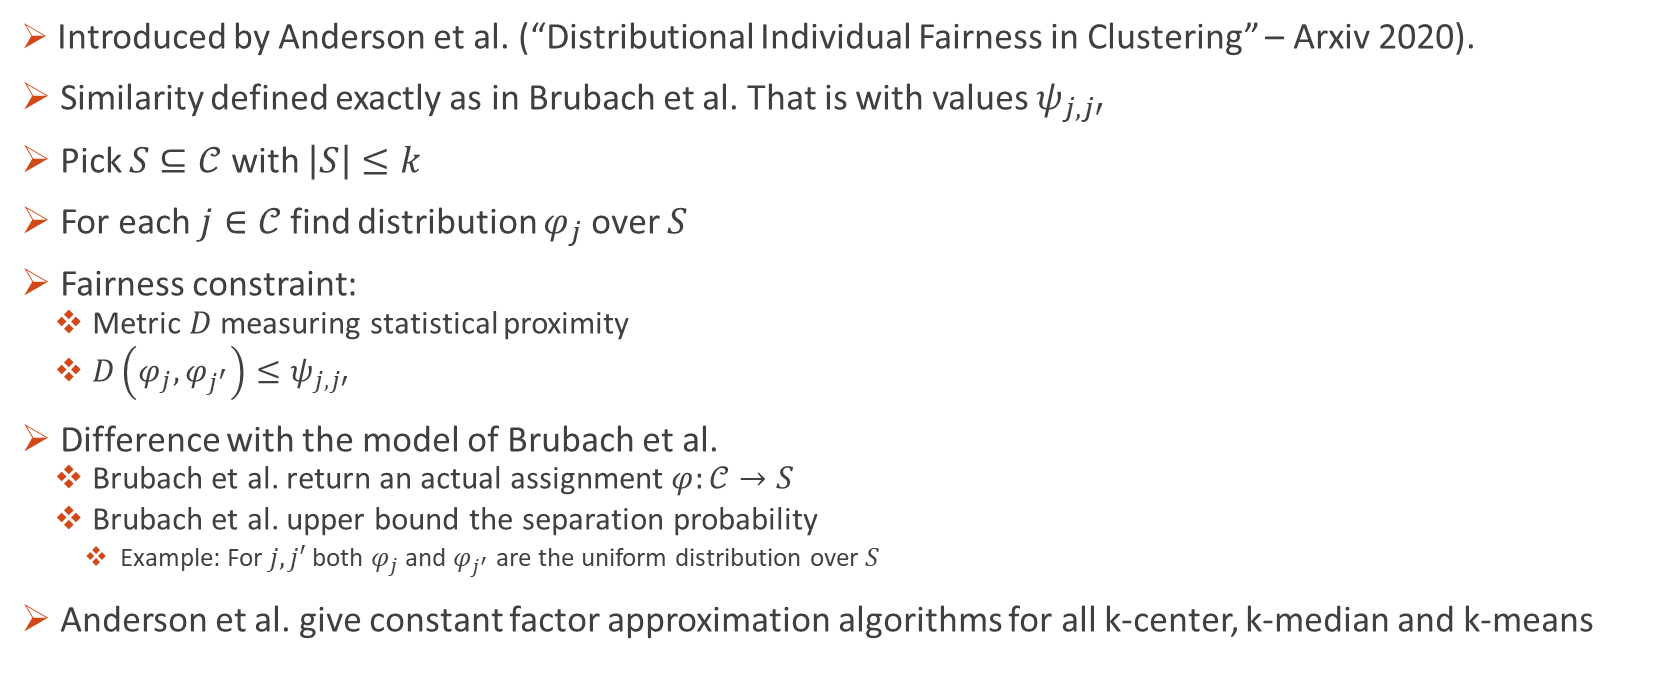 ➢ Introduced by Anderson et al. (“Distributional Individual Fairness in Clustering” – Arxiv 2020).
➢ Similarity defined exactly as in Brubach et al. That is with values ψ_{j,j′}
➢ Pick S ⊆ 𝒞 with |S| ≤ k
➢ For each j ∈ 𝒞 find distribution φ_j over S
➢ Fairness constraint:
❖ Metric D measuring statistical proximity
❖ D(φ_j, φ_{j′}) ≤ ψ_{j,j′}
➢ Difference with the model of Brubach et al.
❖ Brubach et al. return an actual assignment φ: 𝒞 → S
❖ Brubach et al. upper bound the separation probability
❖ Example: For j, j′ both φ_j and φ_{j′} are the uniform distribution over S
➢ Anderson et al. give constant factor approximation algorithms for all k-center, k-median and k-means